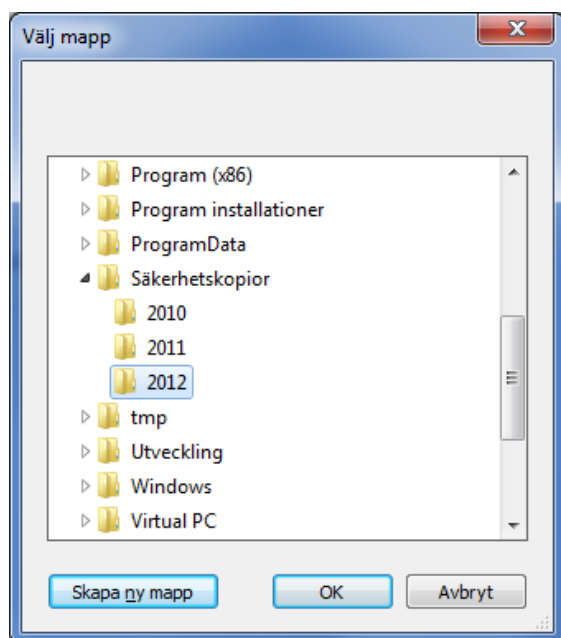 Välj mapp
Program (x86)
Program installationer
ProgramData
Säkerhetskopior
2010
2011
2012
tmp
Utveckling
Windows
Virtual PC
Skapa ny mapp OK Avbryt